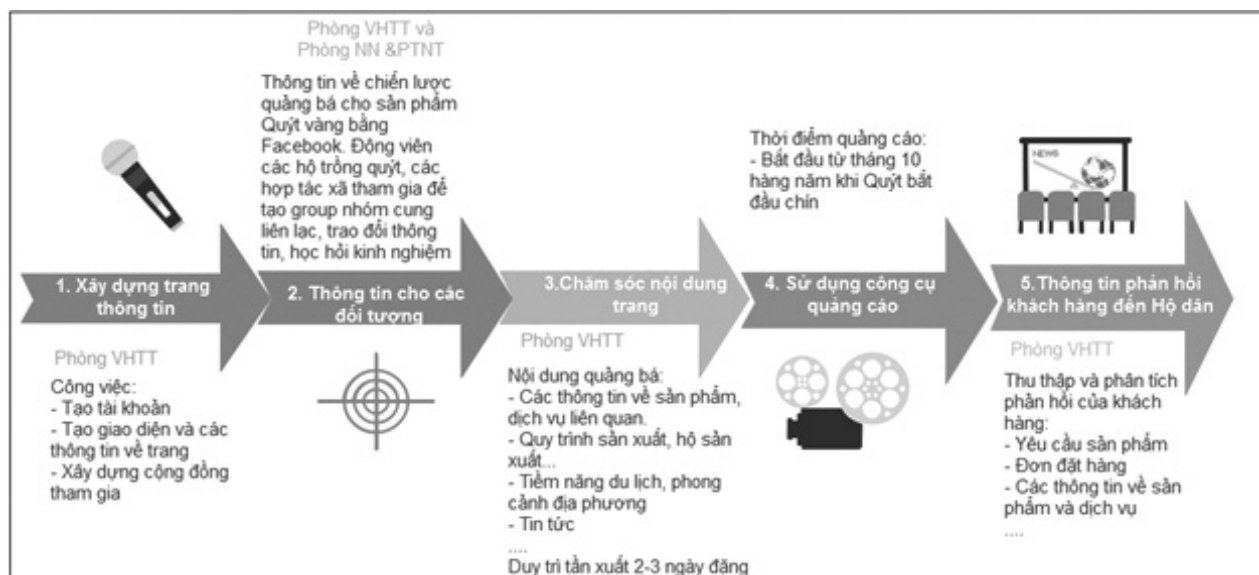 Phòng VHTT và
Phòng NN &PTNT
Thông tin về chiến lược
quảng bá cho sản phẩm
Quýt vàng bằng
Facebook. Động viên
các hộ trồng quýt, các
hợp tác xã tham gia để
tạo group nhóm cung
liên lạc, trao đổi thông
tin, học hỏi kinh nghiệm
Thời điểm quảng cáo:
- Bắt đầu từ tháng 10
hàng năm khi Quýt bắt
đầu chín
NEWS
1. Xây dựng trang
thông tin
2. Thông tin cho các
đối tượng
3.Chăm sóc nội dung
trang
4. Sử dụng công cụ
quảng cáo
5.Thông tin phản hồi
khách hàng đến Hộ dân
Phòng VHTT
Công việc:
- Tạo tài khoản
- Tạo giao diện và các
thông tin về trang
- Xây dựng cộng đồng
tham gia
Phòng VHTT
Nội dung quảng bá:
- Các thông tin về sản phẩm,
dịch vụ liên quan.
- Quy trình sản xuất, hộ sản
xuất...
- Tiềm năng du lịch, phong
cảnh địa phương
- Tin tức
....
Duy trì tần xuất 2-3 ngày đăng
Phòng VHTT
Thu thập và phân tích
phản hồi của khách
hàng:
- Yêu cầu sản phẩm
- Đơn đặt hàng
- Các thông tin về sản
phẩm và dịch vụ
....